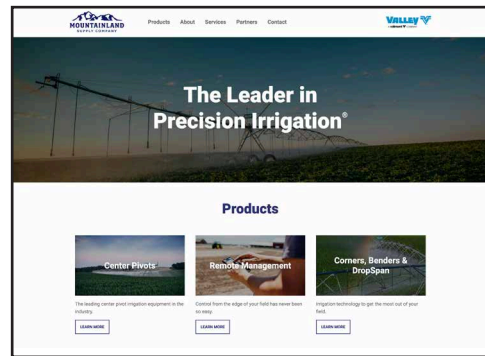 MOUNTAINLAND
SUPPLY COMPANY
Products About Services Partners Contact
VALLEY
The Leader in
Precision Irrigation®
Products
Center Pivots
Remote Management
Corners, Benders &
DropSpan
The leading center pivot irrigation equipment in the
industry.
Control from the edge of your field has never been
so easy.
Irrigation technology to get the most out of your
field.
LEARN MORE
LEARN MORE
LEARN MORE